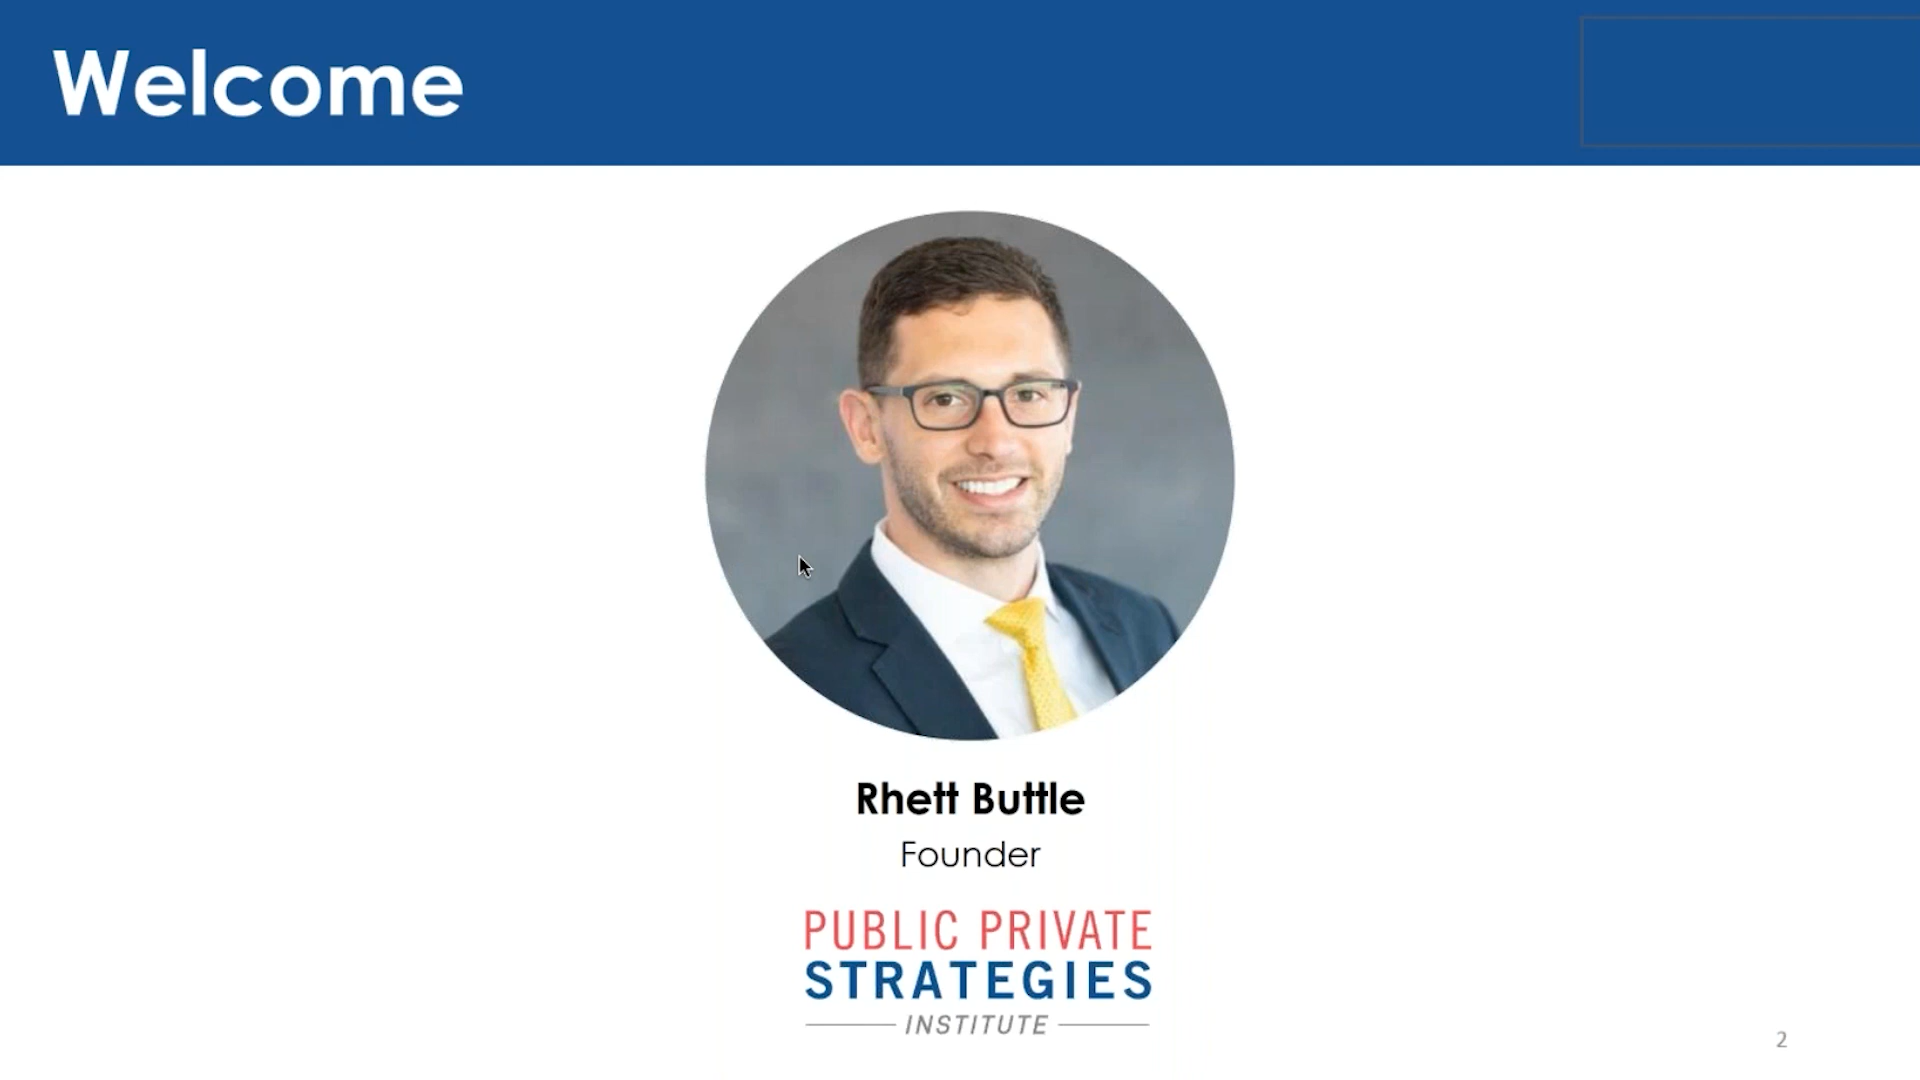 Welcome
Rhett Buttle
Founder
PUBLIC PRIVATE
STRATEGIES
INSTITUTE
2